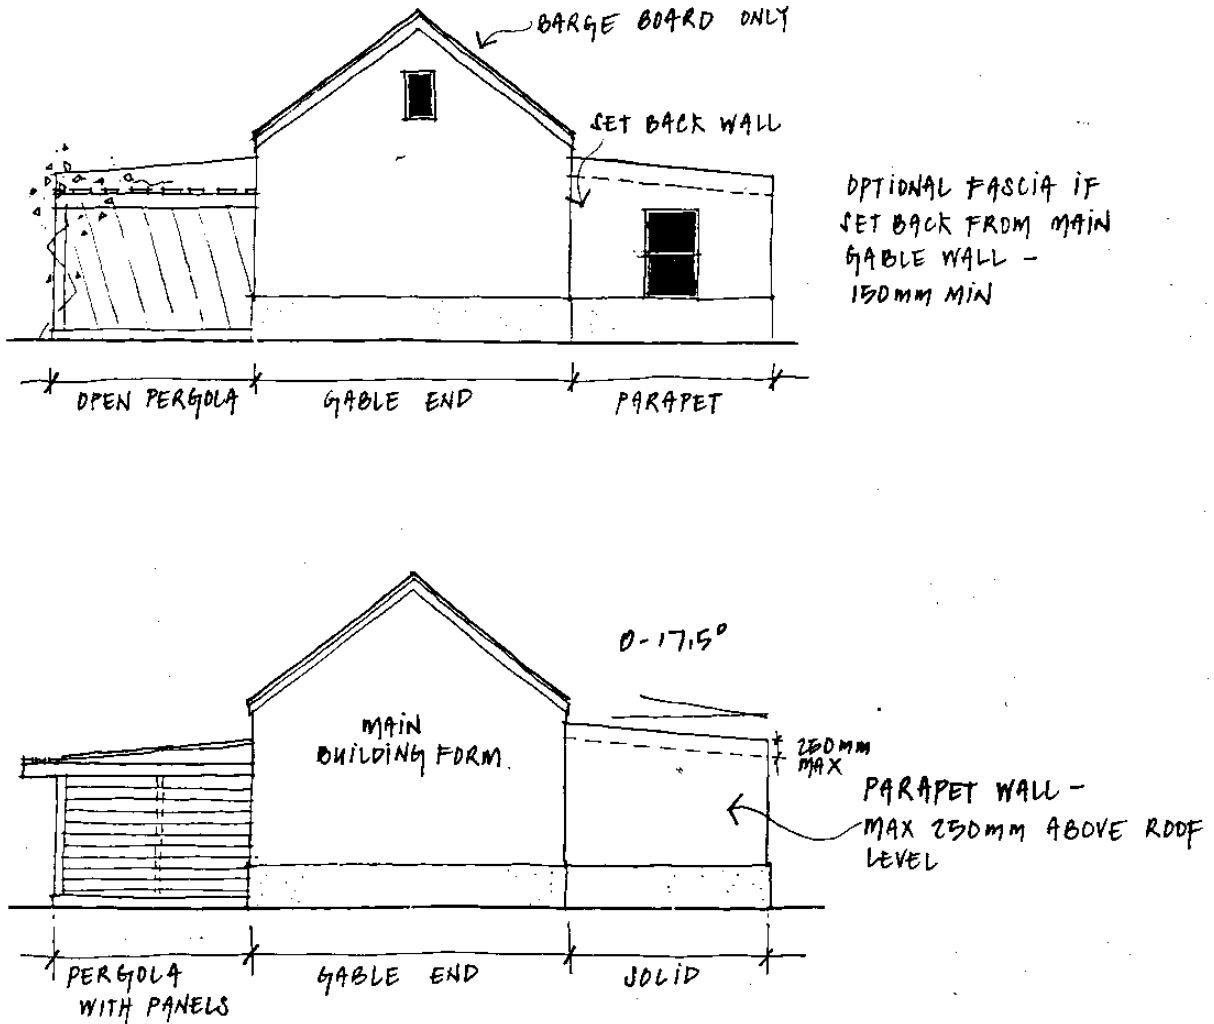 BARGE BOARD ONLY
SET BACK WALL
OPTIONAL FASCIA IF
SET BACK FROM MAIN
GABLE WALL -
150mm MIN
OPEN PERGOLA
GABLE END
PARAPET
0-17,5°
MAIN
BUILDING FORM.
250mm
MAX
PARAPET WALL -
MAX 250mm ABOVE ROOF
LEVEL
PERGOLA
WITH PANELS
GABLE END
SOLID